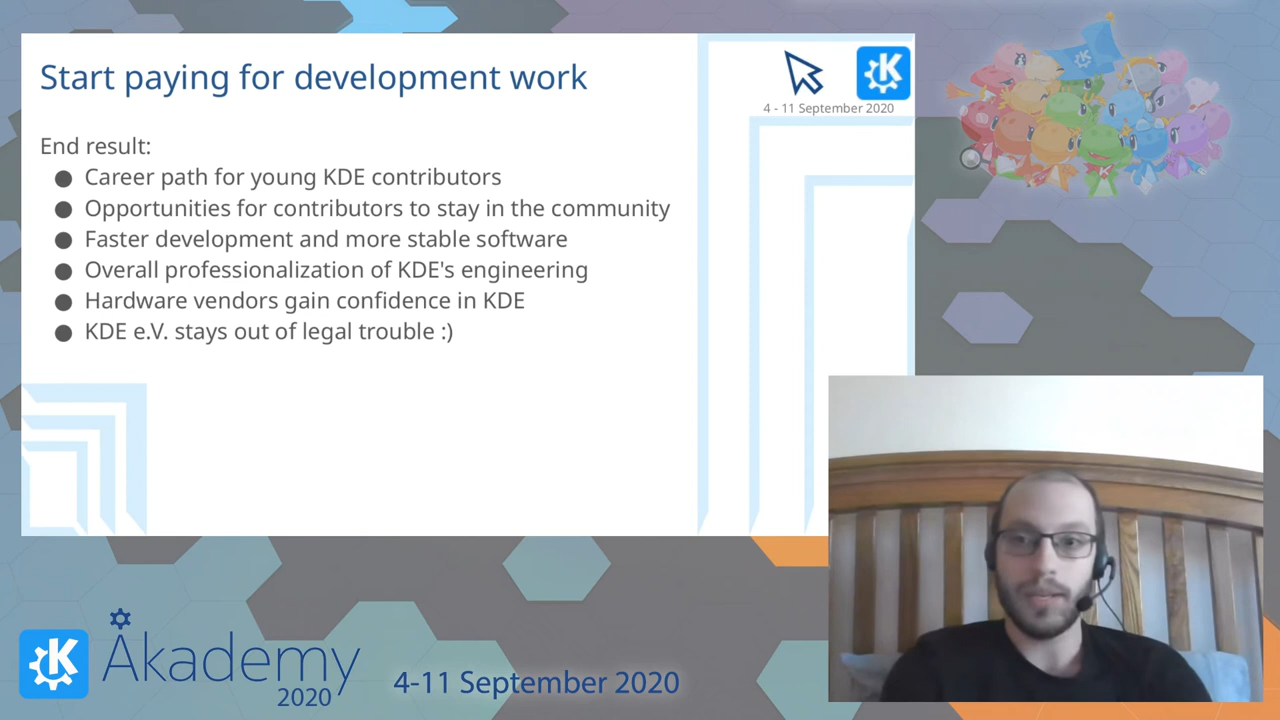 Start paying for development work
4 - 11 September 2020
End result:
● Career path for young KDE contributors
● Opportunities for contributors to stay in the community
● Faster development and more stable software
● Overall professionalization of KDE's engineering
● Hardware vendors gain confidence in KDE
● KDE e.V. stays out of legal trouble :)
Akademy
2020
4-11 September 2020